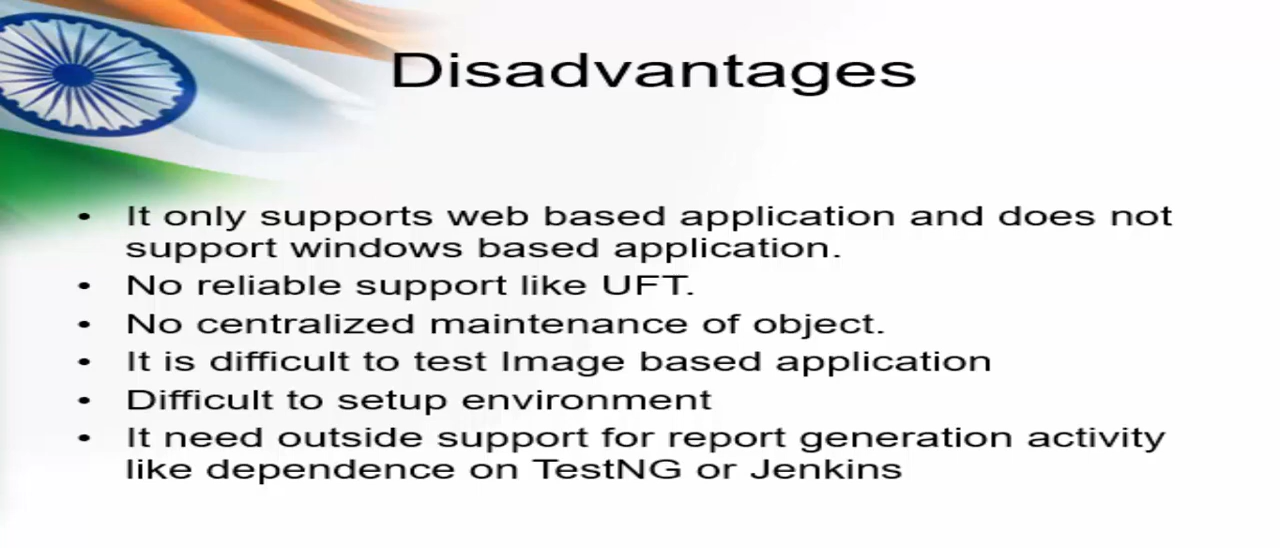 Disadvantages
• It only supports web based application and does not
support windows based application.
• No reliable support like UFT.
• No centralized maintenance of object.
• It is difficult to test Image based application
• Difficult to setup environment
• It need outside support for report generation activity
like dependence on TestNG or Jenkins